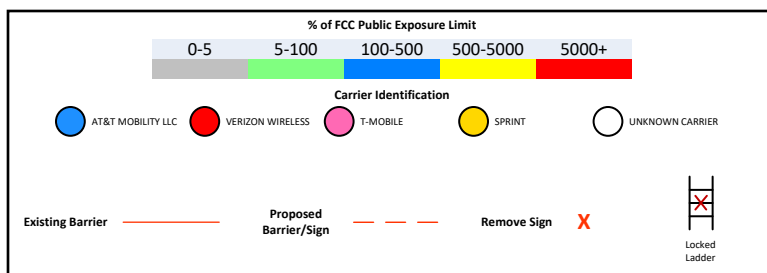 % of FCC Public Exposure Limit
0-5 5-100 100-500 500-5000 5000+
Carrier Identification
AT&T MOBILITY LLC VERIZON WIRELESS T-MOBILE SPRINT UNKNOWN CARRIER
Existing Barrier Proposed Barrier/Sign Remove Sign X
Locked
Ladder